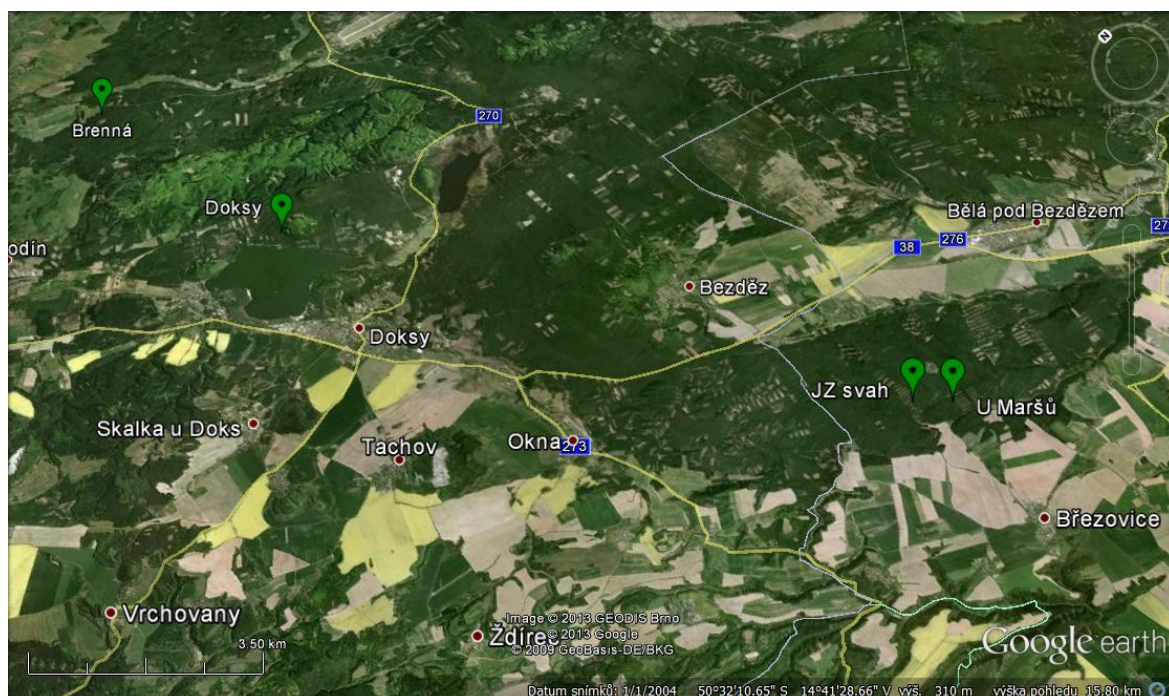 N
270
Brenná
Doksy
odín
Bělá pod Bezdězem
38
276
27
Bezděz
Doksy
JZ svah
U Maršů
Skalka u Doks
Tachov
Okna
273
Březovice
Vrchovany
Ždírec
Image © 2013 GEODIS Brno
© 2013 Google
© 2009 GeoBasis-DE/BKG
3.50 km
Google earth
Datum snímků: 1/1/2004 50°32'10.65" S 14°41'28.66" V výš. 310 m výška pohledu 15.80 km